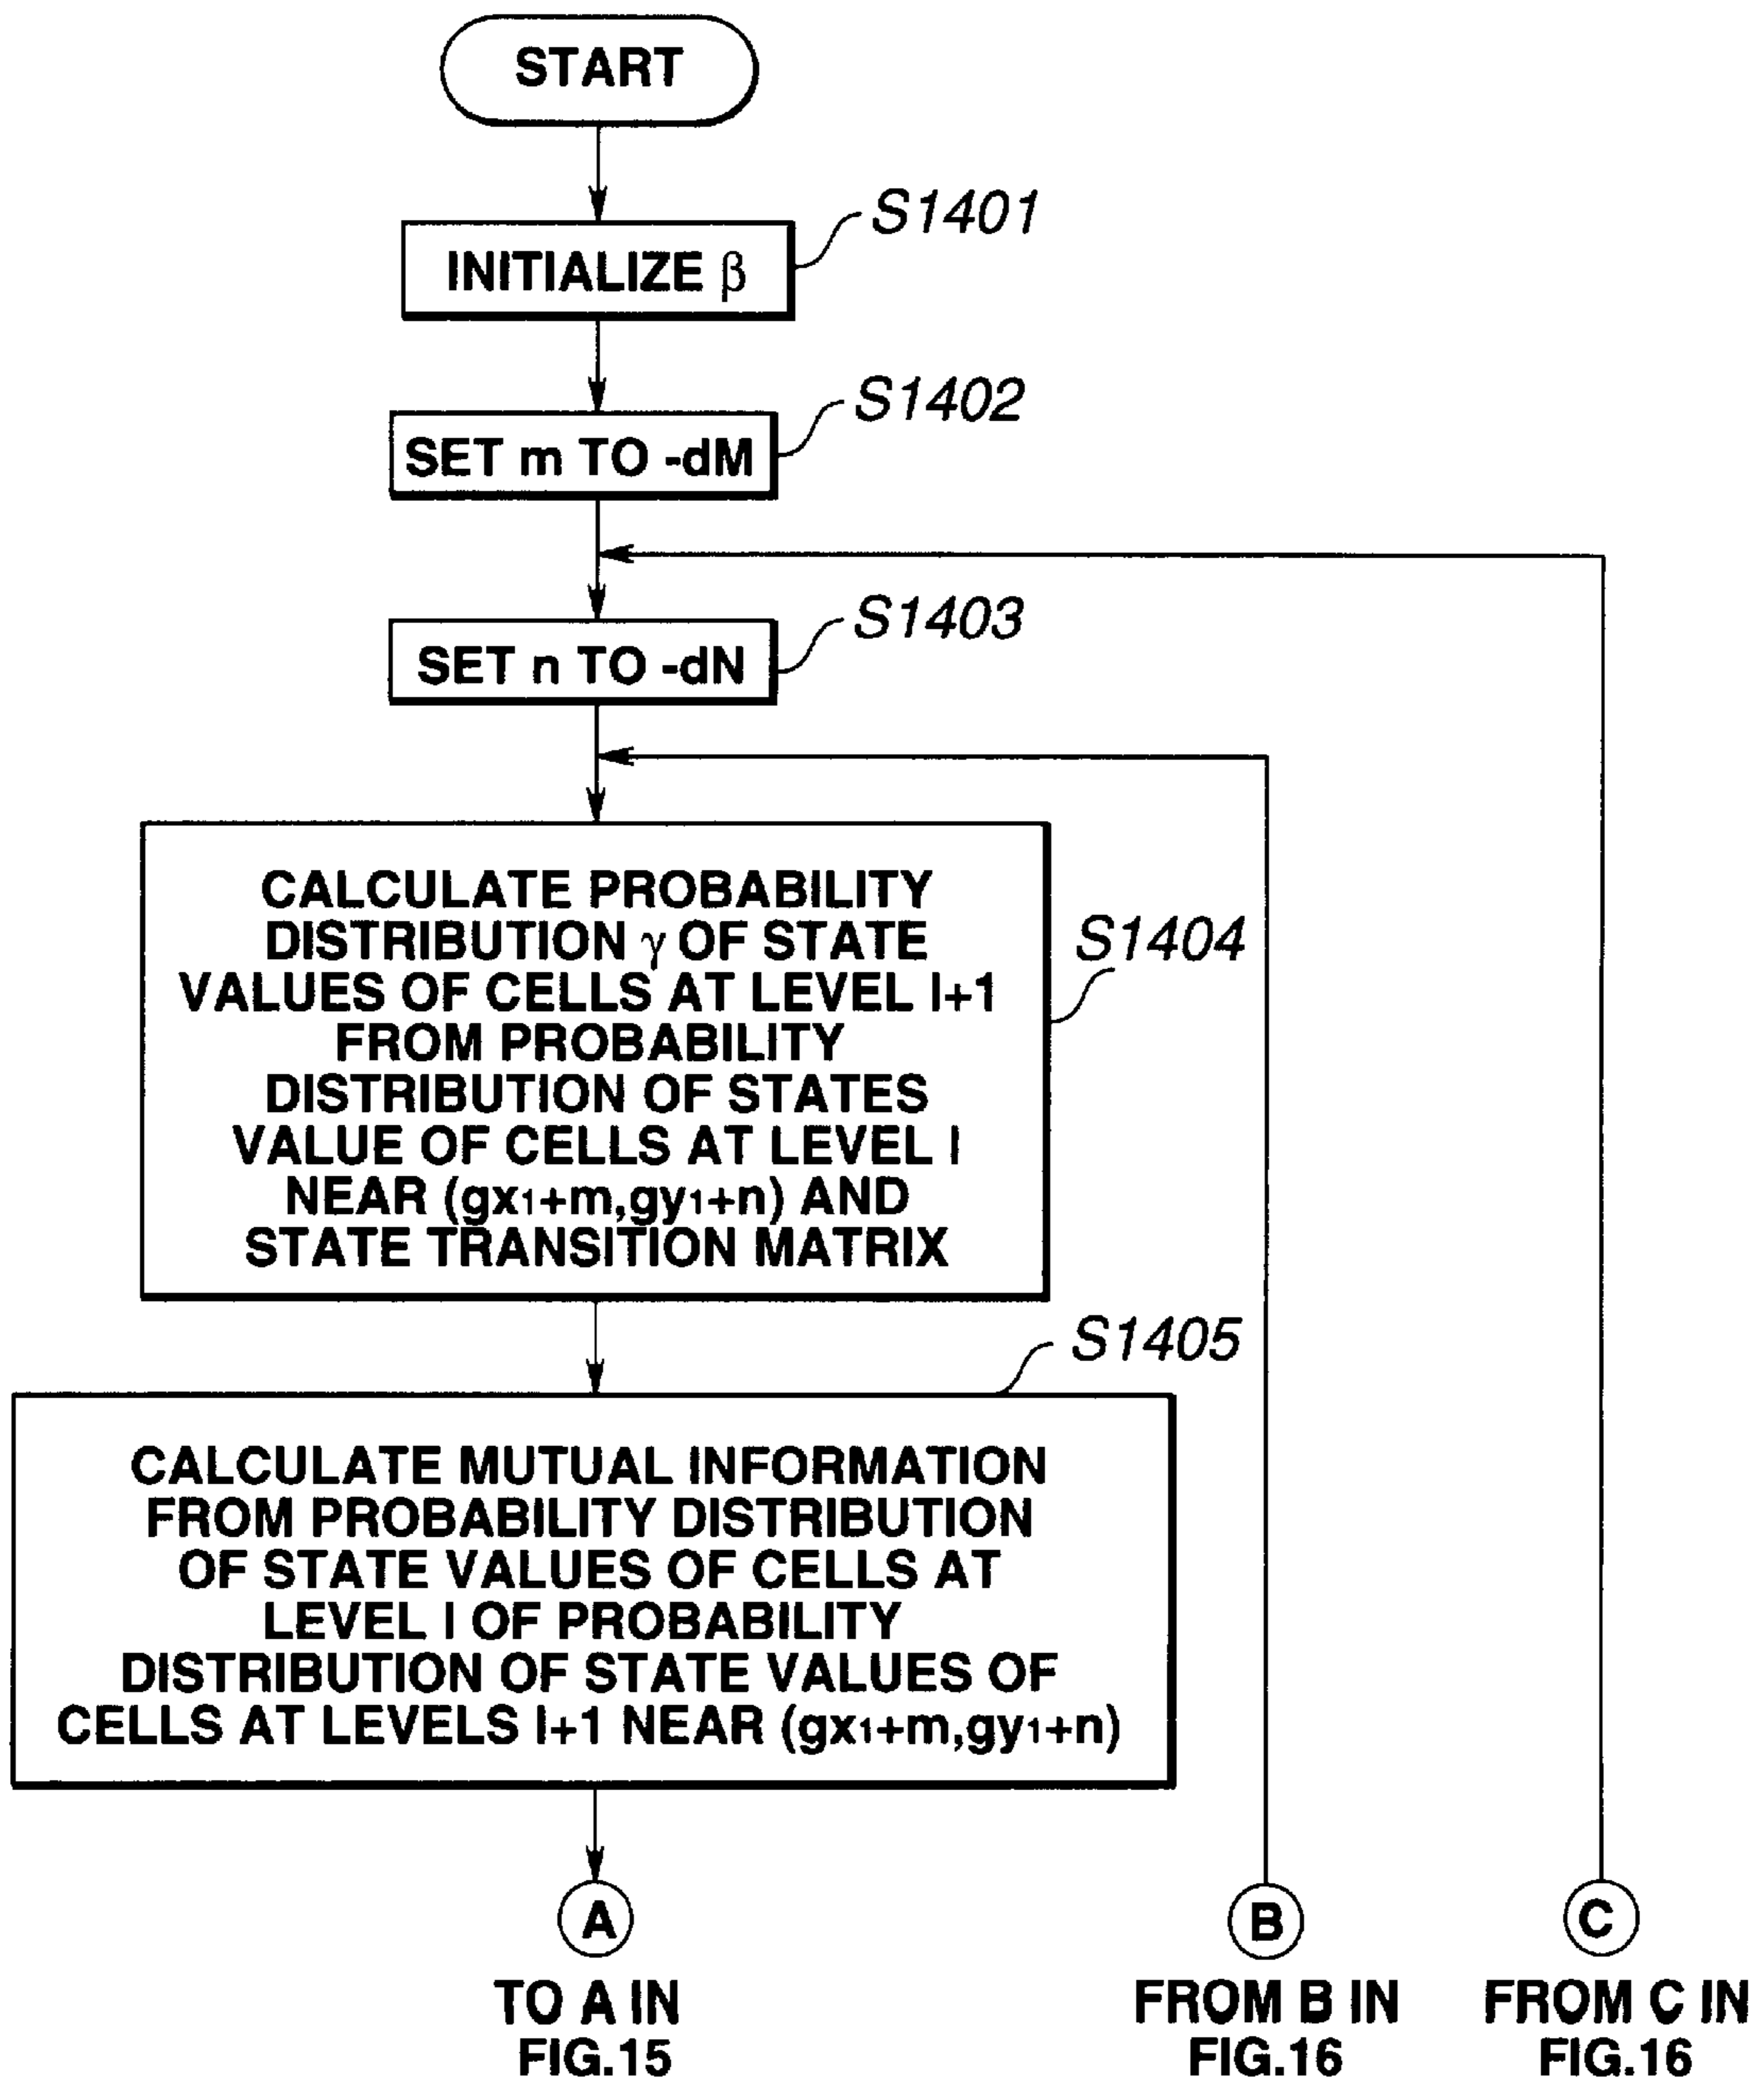 START
S1401
INITIALIZE β
S1402
SET m TO -dM
S1403
SET n TO -dN
CALCULATE PROBABILITY
DISTRIBUTION γ OF STATE
VALUES OF CELLS AT LEVEL l+1
FROM PROBABILITY
DISTRIBUTION OF STATES
VALUE OF CELLS AT LEVEL l
NEAR (gx1+m,gy1+n) AND
STATE TRANSITION MATRIX
S1404
S1405
CALCULATE MUTUAL INFORMATION
FROM PROBABILITY DISTRIBUTION
OF STATE VALUES OF CELLS AT
LEVEL l OF PROBABILITY
DISTRIBUTION OF STATE VALUES OF
CELLS AT LEVELS l+1 NEAR (gx1+m,gy1+n)
A
TO A IN
FIG.15
B
FROM B IN
FIG.16
C
FROM C IN
FIG.16